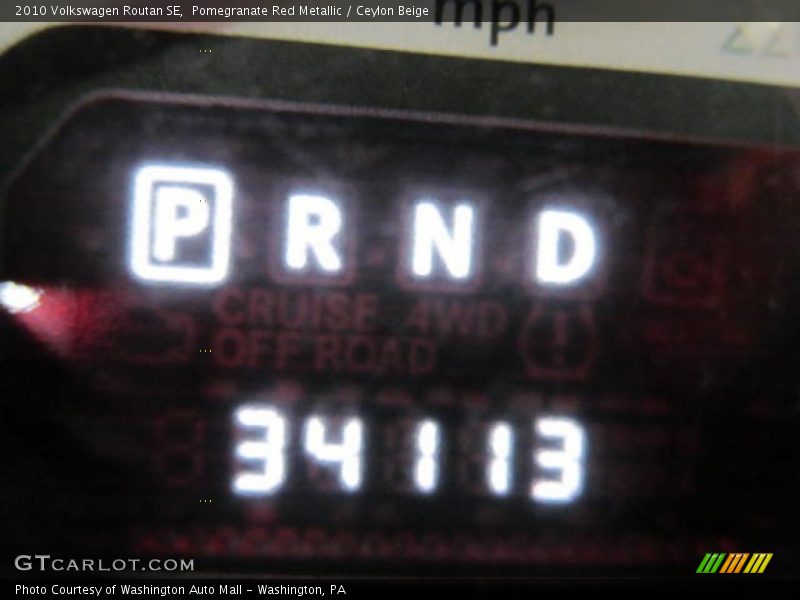 2010 Volkswagen Routan SE,  Pomegranate Red Metallic / Ceylon Beige
mph
P R N D
CRUISE 4WD
OFF ROAD
34113
GTCARLOT.COM
Photo Courtesy of Washington Auto Mall - Washington, PA